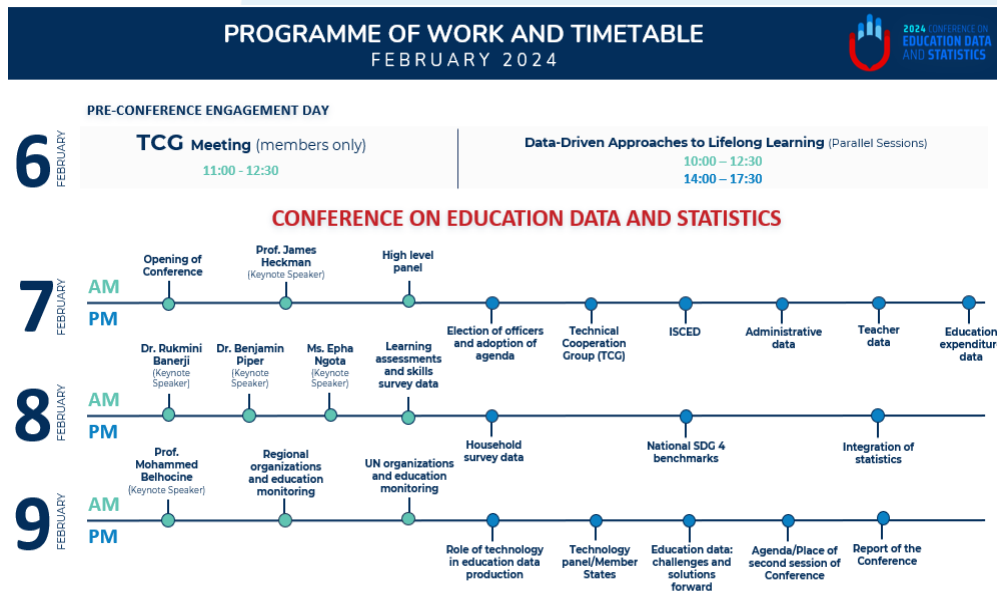 PROGRAMME OF WORK AND TIMETABLE
FEBRUARY 2024
2024 CONFERENCE ON
EDUCATION DATA
AND STATISTICS
PRE-CONFERENCE ENGAGEMENT DAY
6
FEBRUARY
TCG Meeting (members only)
11:00 - 12:30
Data-Driven Approaches to Lifelong Learning (Parallel Sessions)
10:00 – 12:30
14:00 – 17:30
CONFERENCE ON EDUCATION DATA AND STATISTICS
7
FEBRUARY
AM
PM
Opening of
Conference
Prof. James
Heckman
(Keynote Speaker)
High level
panel
Election of officers
and adoption of
agenda
Technical
Cooperation
Group (TCG)
ISCED
Administrative
data
Teacher
data
Education
expenditur
data
8
FEBRUARY
AM
PM
Dr. Rukmini
Banerji
(Keynote
Speaker)
Dr. Benjamin
Piper
(Keynote
Speaker)
Ms. Epha
Ngota
(Keynote
Speaker)
Learning
assessments
and skills
survey data
Household
survey data
National SDG 4
benchmarks
Integration of
statistics
9
FEBRUARY
AM
PM
Prof.
Mohammed
Belhocine
(Keynote Speaker)
Regional
organizations
and education
monitoring
UN organizations
and education
monitoring
Role of technology
in education data
production
Technology
panel/Member
States
Education data:
challenges and
solutions
forward
Agenda/Place of
second session of
Conference
Report of the
Conference